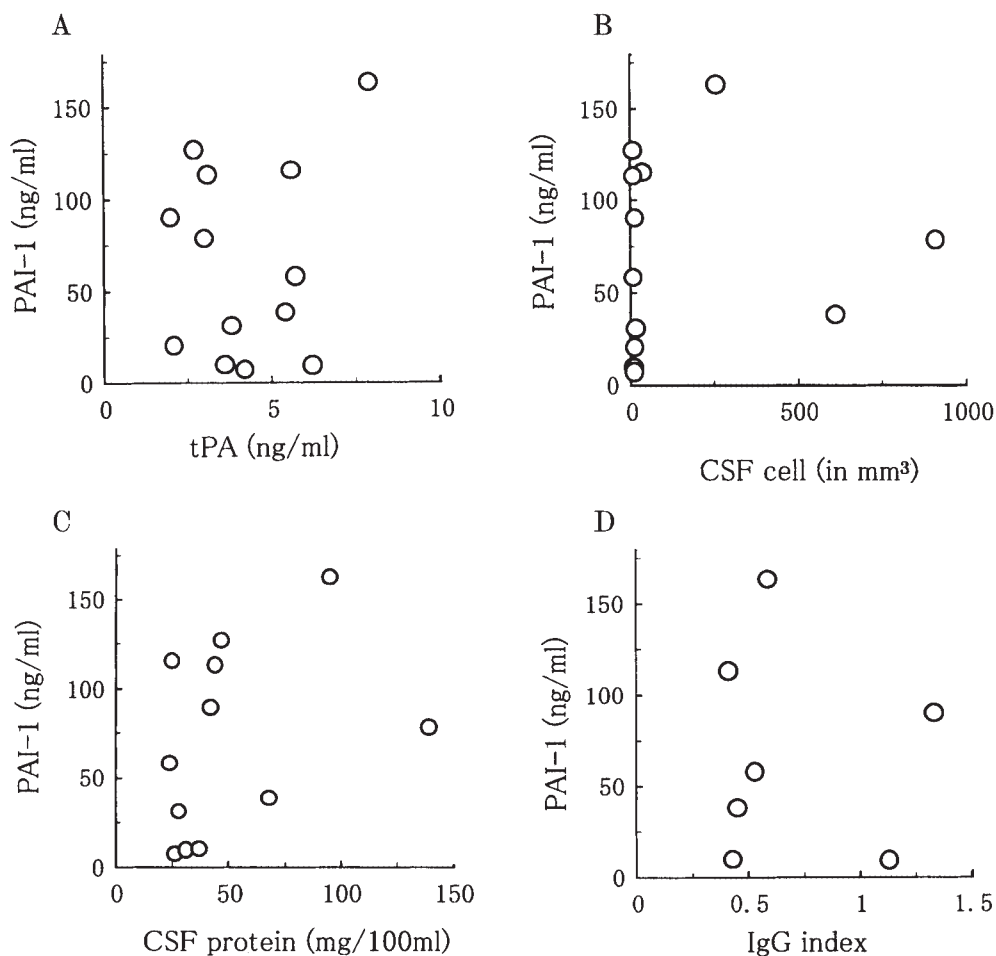 A
PAI-1 (ng/ml)
150
100
50
0
0 5 10
tPA (ng/ml)
B
PAI-1 (ng/ml)
150
100
50
0
0 500 1000
CSF cell (in mm³)
C
PAI-1 (ng/ml)
150
100
50
0
0 50 100 150
CSF protein (mg/100ml)
D
PAI-1 (ng/ml)
150
100
50
0
0 0.5 1 1.5
IgG index